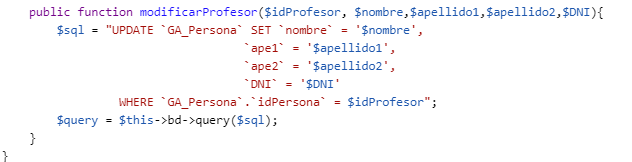 public function modificarProfesor($idProfesor, $nombre,$apellido1,$apellido2,$DNI){
$sql = "UPDATE `GA_Persona` SET `nombre` = '$nombre',
`ape1` = '$apellido1',
`ape2` = '$apellido2',
`DNI` = '$DNI'
WHERE `GA_Persona`.`idPersona` = $idProfesor";
$query = $this->bd->query($sql);
}
}